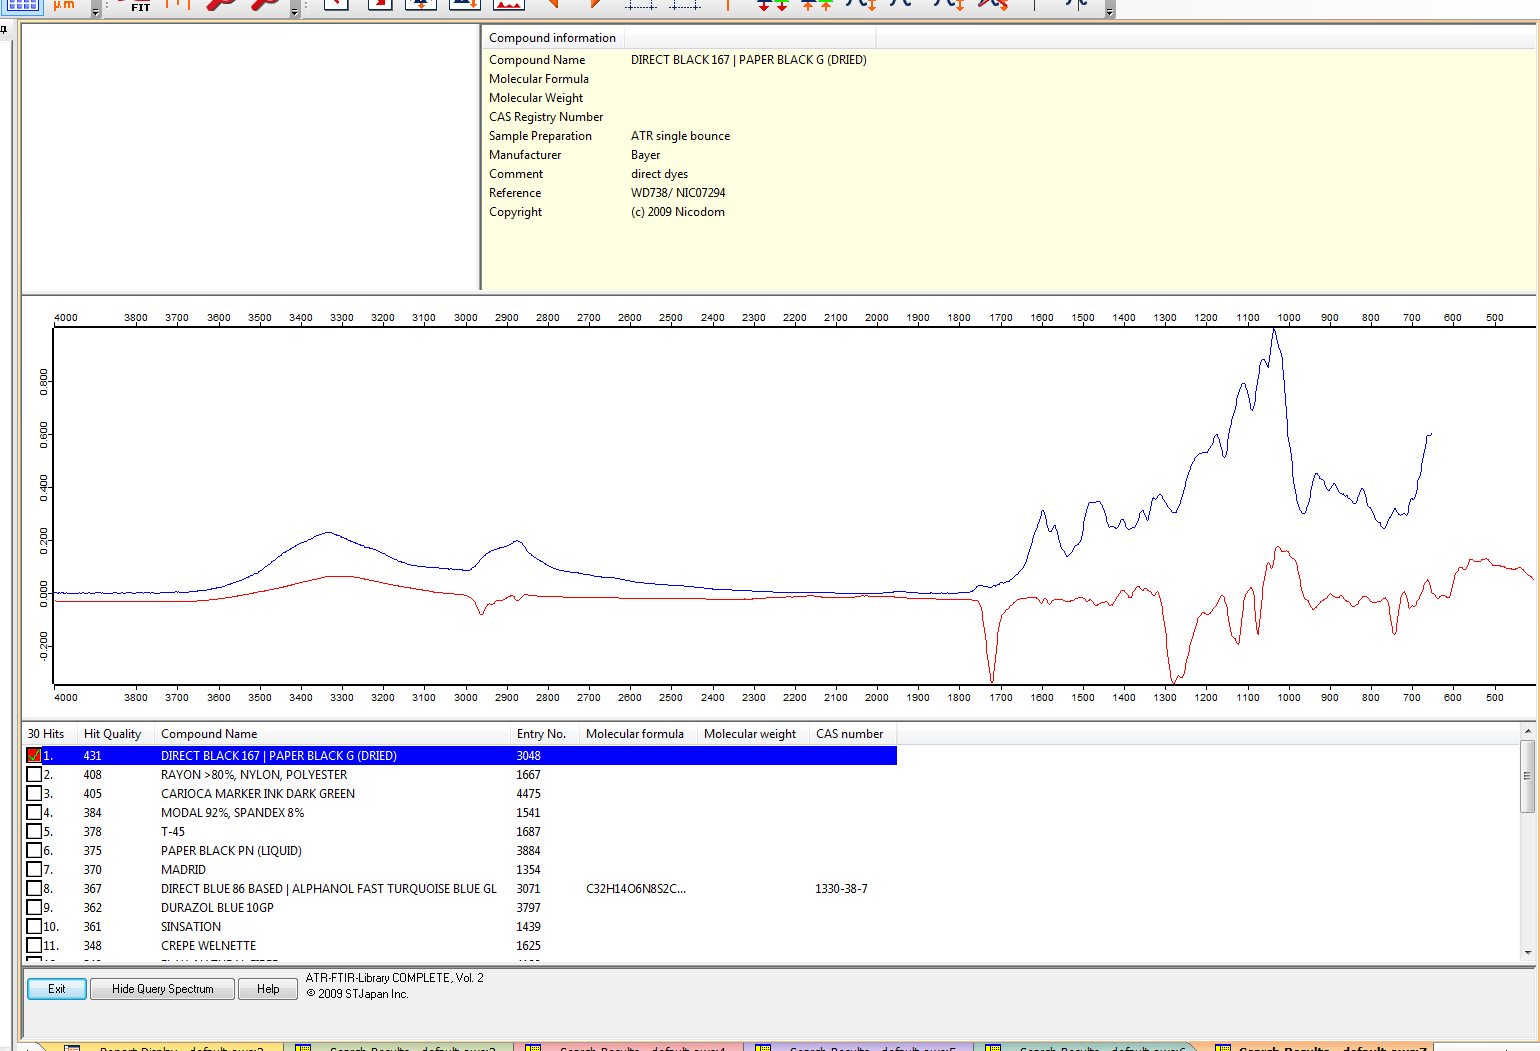 µm
FIT
Compound information
Compound Name DIRECT BLACK 167 | PAPER BLACK G (DRIED)
Molecular Formula
Molecular Weight
CAS Registry Number
Sample Preparation ATR single bounce
Manufacturer Bayer
Comment direct dyes
Reference WD738/ NIC07294
Copyright (c) 2009 Nicodom
4000 3800 3700 3600 3500 3400 3300 3200 3100 3000 2900 2800 2700 2600 2500 2400 2300 2200 2100 2000 1900 1800 1700 1600 1500 1400 1300 1200 1100 1000 900 800 700 600 500
0.800
0.600
0.400
0.200
0.000
-0.200
4000 3800 3700 3600 3500 3400 3300 3200 3100 3000 2900 2800 2700 2600 2500 2400 2300 2200 2100 2000 1900 1800 1700 1600 1500 1400 1300 1200 1100 1000 900 800 700 600 500
30 Hits Hit Quality Compound Name Entry No. Molecular formula Molecular weight CAS number
1. 431 DIRECT BLACK 167 | PAPER BLACK G (DRIED) 3048
2. 408 RAYON >80%, NYLON, POLYESTER 1667
3. 405 CARIOCA MARKER INK DARK GREEN 4475
4. 384 MODAL 92%, SPANDEX 8% 1541
5. 378 T-45 1687
6. 375 PAPER BLACK PN (LIQUID) 3884
7. 370 MADRID 1354
8. 367 DIRECT BLUE 86 BASED | ALPHANOL FAST TURQUOISE BLUE GL 3071 C32H14O6N8S2C... 1330-38-7
9. 362 DURAZOL BLUE 10GP 3797
10. 361 SINSATION 1439
11. 348 CREPE WELNETTE 1625
Exit Hide Query Spectrum Help
ATR-FTIR-Library COMPLETE, Vol. 2
© 2009 STJapan Inc.